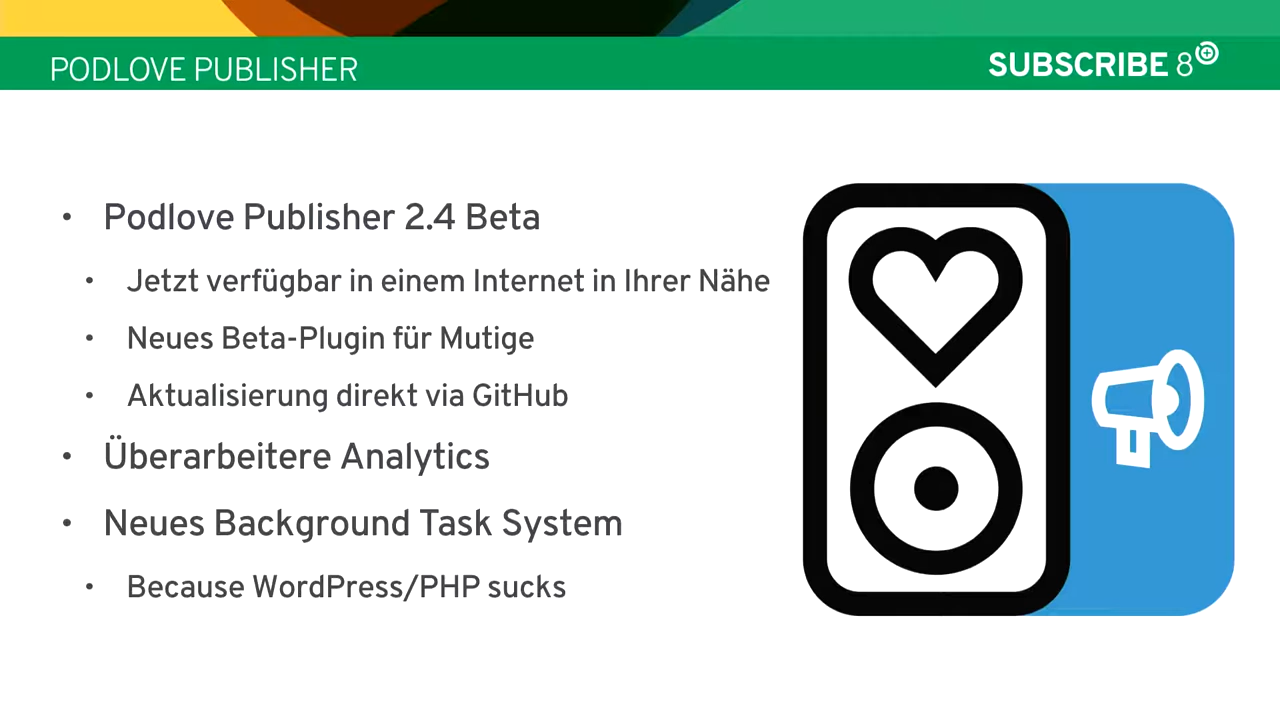 PODLOVE PUBLISHER
SUBSCRIBE 8
• Podlove Publisher 2.4 Beta
• Jetzt verfügbar in einem Internet in Ihrer Nähe
• Neues Beta-Plugin für Mutige
• Aktualisierung direkt via GitHub
• Überarbeitere Analytics
• Neues Background Task System
• Because WordPress/PHP sucks